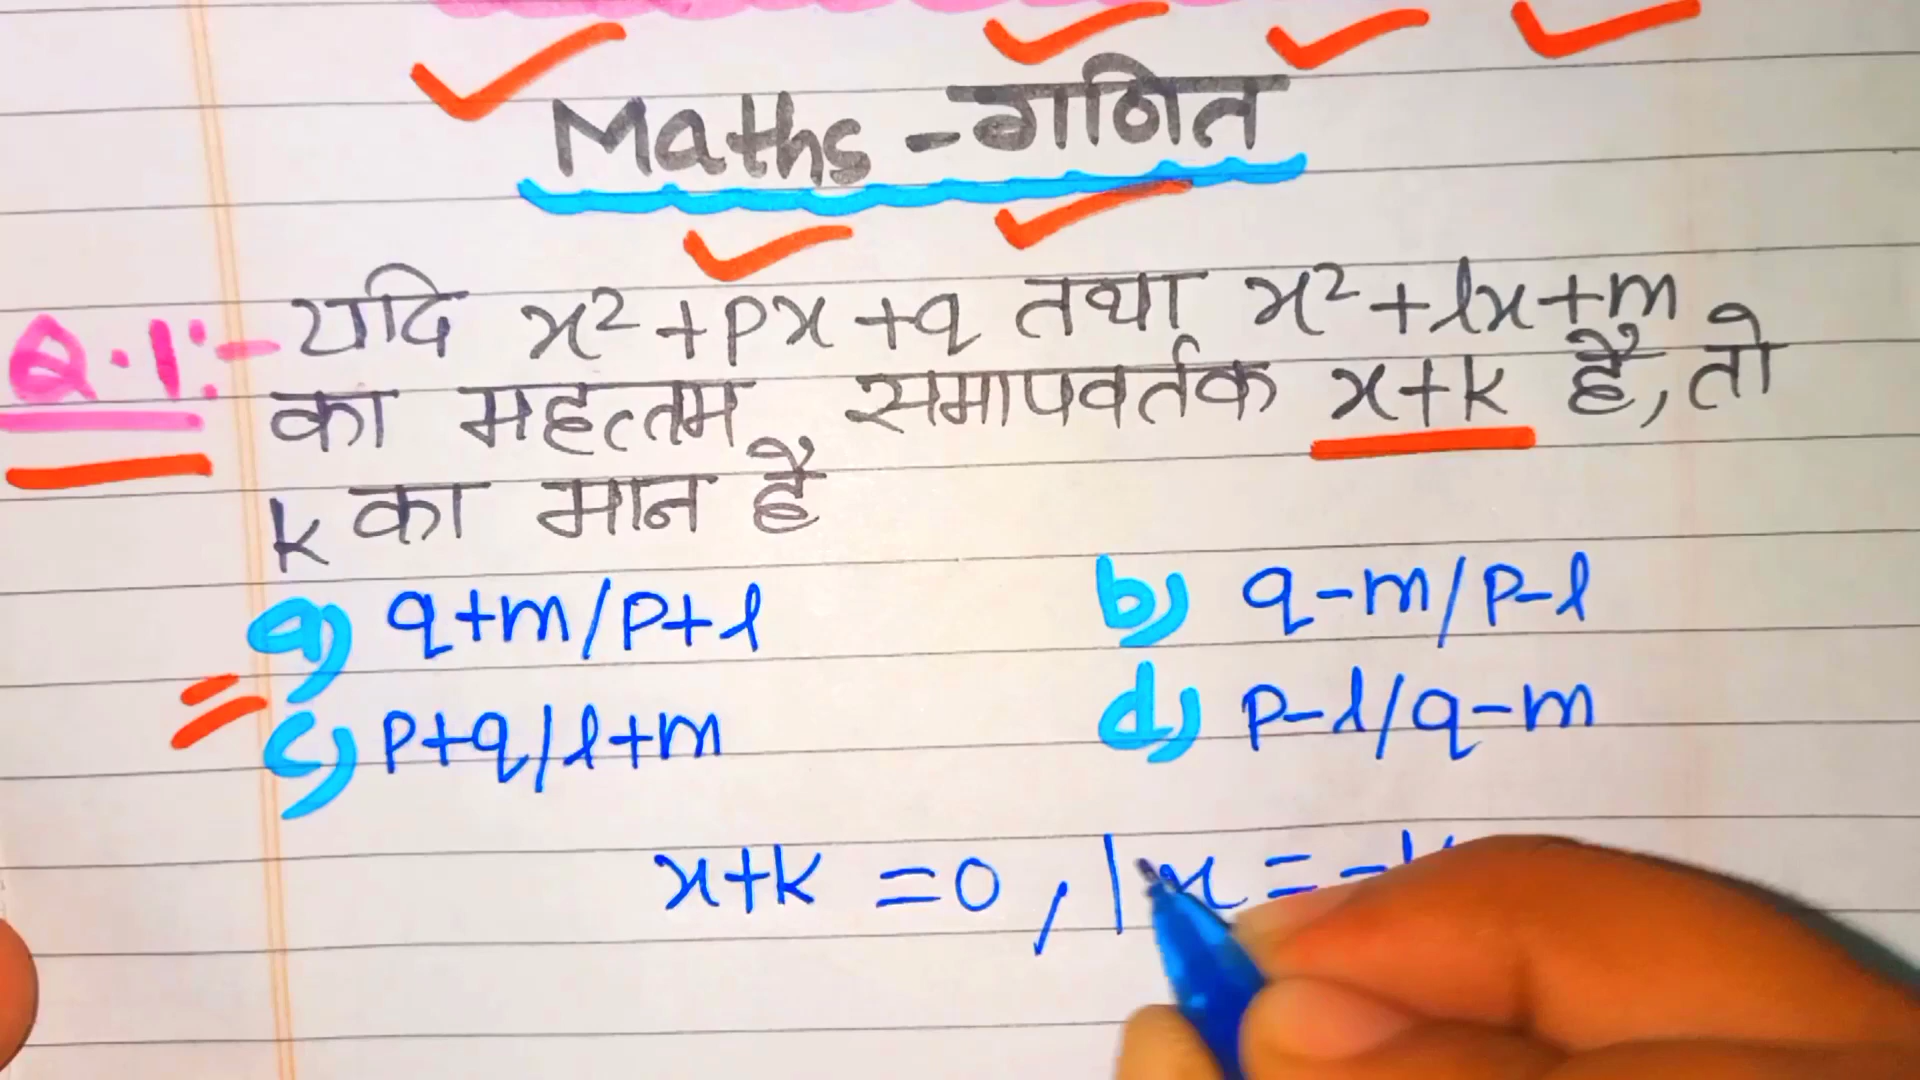 Maths - गणित
Q.1:- यदि x²+px+q तथा x²+lx+m
का महत्तम समापवर्तक x+k है, तो
k का मान है
a) q+m/p+l b) q-m/p-l
c) p+q/l+m d) p-l/q-m
x+k =0, x=-k